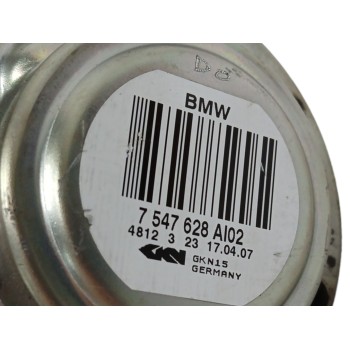 BMW
7 547 628 AI02
4812 3 23 17.04.07
GKN GKN15
GERMANY